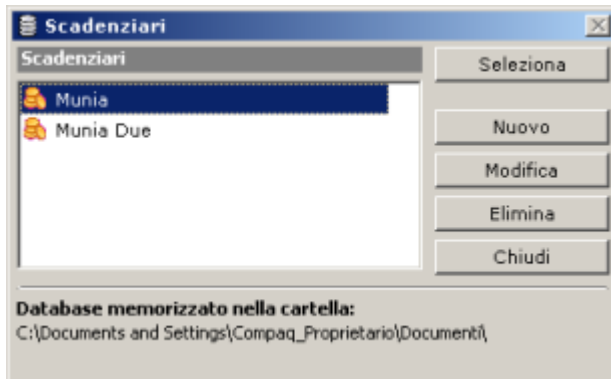 Scadenziari
Scadenziari
Seleziona
Munia
Munia Due
Nuovo
Modifica
Elimina
Chiudi
Database memorizzato nella cartella:
C:\Documents and Settings\Compaq_Proprietario\Documenti\